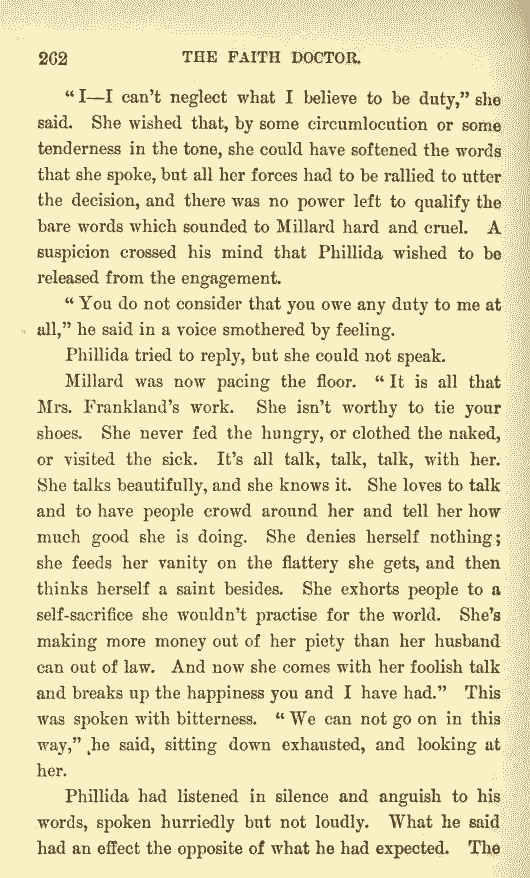 262 THE FAITH DOCTOR.
“I—I can't neglect what I believe to be duty,” she
said. She wished that, by some circumlocution or some
tenderness in the tone, she could have softened the words
that she spoke, but all her forces had to be rallied to utter
the decision, and there was no power left to qualify the
bare words which sounded to Millard hard and cruel. A
suspicion crossed his mind that Phillida wished to be
released from the engagement.
“You do not consider that you owe any duty to me at
all,” he said in a voice smothered by feeling.
Phillida tried to reply, but she could not speak.
Millard was now pacing the floor. “It is all that
Mrs. Frankland's work. She isn't worthy to tie your
shoes. She never fed the hungry, or clothed the naked,
or visited the sick. It's all talk, talk, talk, with her.
She talks beautifully, and she knows it. She loves to talk
and to have people crowd around her and tell her how
much good she is doing. She denies herself nothing;
she feeds her vanity on the flattery she gets, and then
thinks herself a saint besides. She exhorts people to a
self-sacrifice she wouldn't practise for the world. She's
making more money out of her piety than her husband
can out of law. And now she comes with her foolish talk
and breaks up the happiness you and I have had.” This
was spoken with bitterness. “We can not go on in this
way,” he said, sitting down exhausted, and looking at
her.
Phillida had listened in silence and anguish to his
words, spoken hurriedly but not loudly. What he said
had an effect the opposite of what he had expected. The